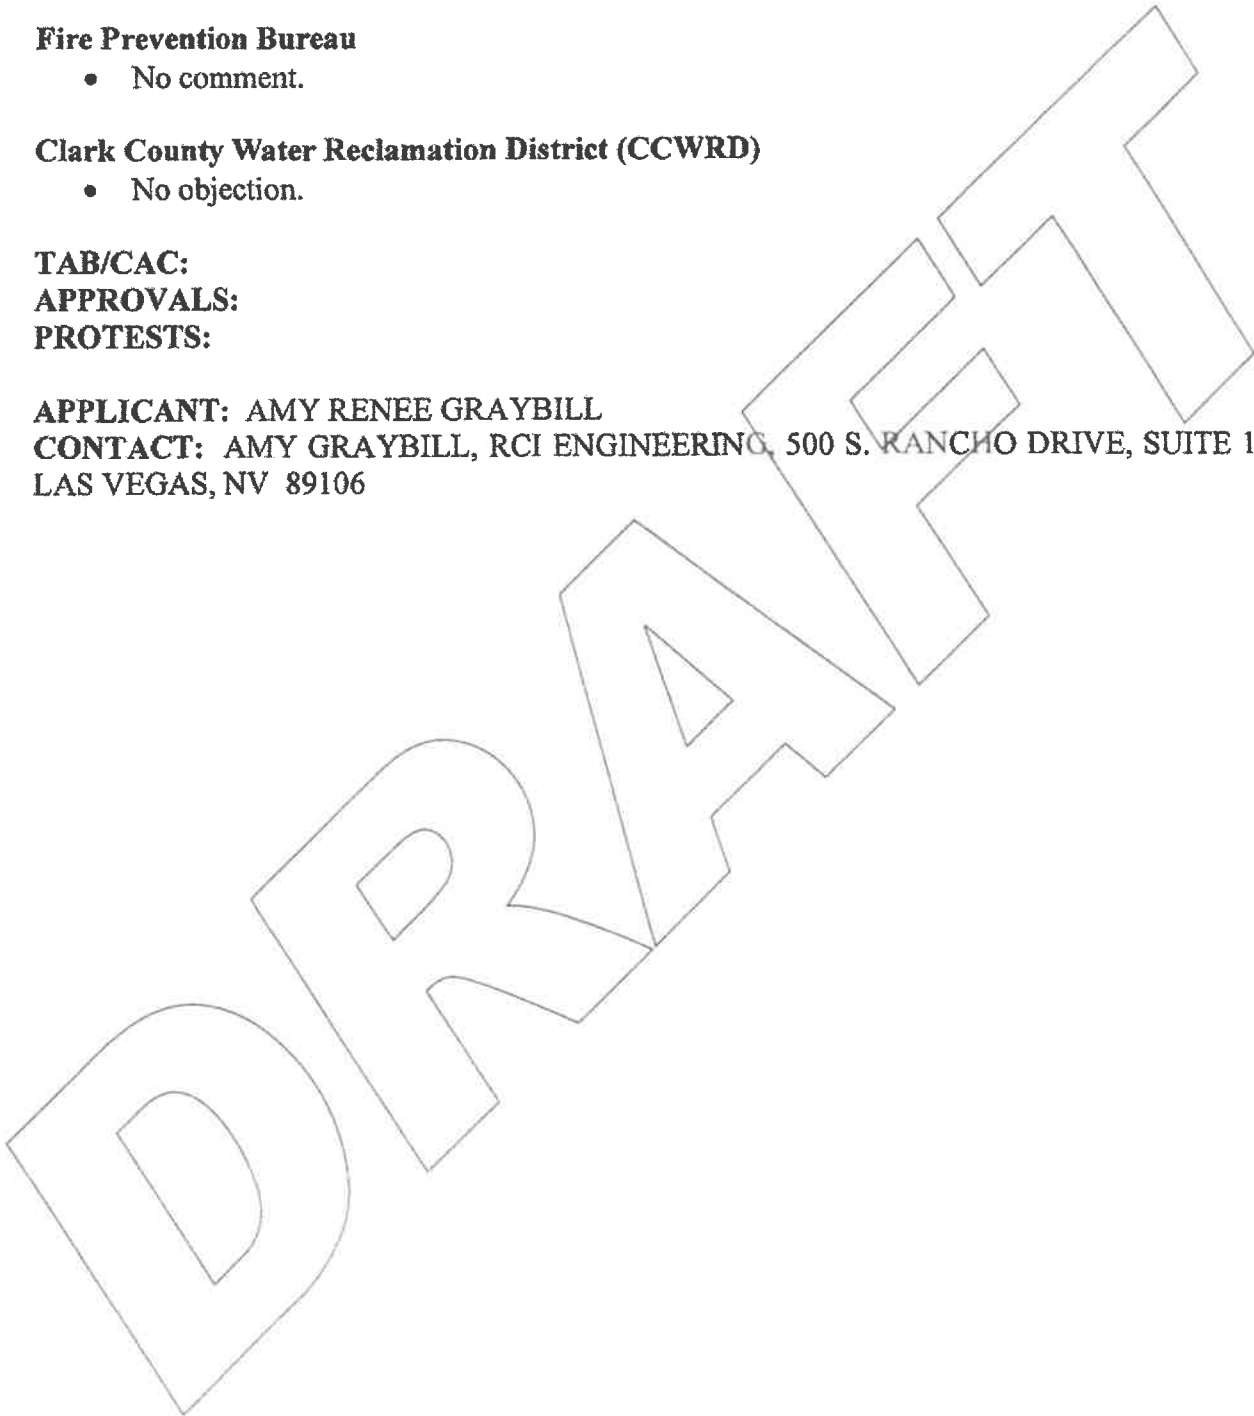 Fire Prevention Bureau
• No comment.
Clark County Water Reclamation District (CCWRD)
• No objection.
TAB/CAC:
APPROVALS:
PROTESTS:
APPLICANT: AMY RENEE GRAYBILL
CONTACT: AMY GRAYBILL, RCI ENGINEERING, 500 S. RANCHO DRIVE, SUITE 1
LAS VEGAS, NV 89106
DRAFT